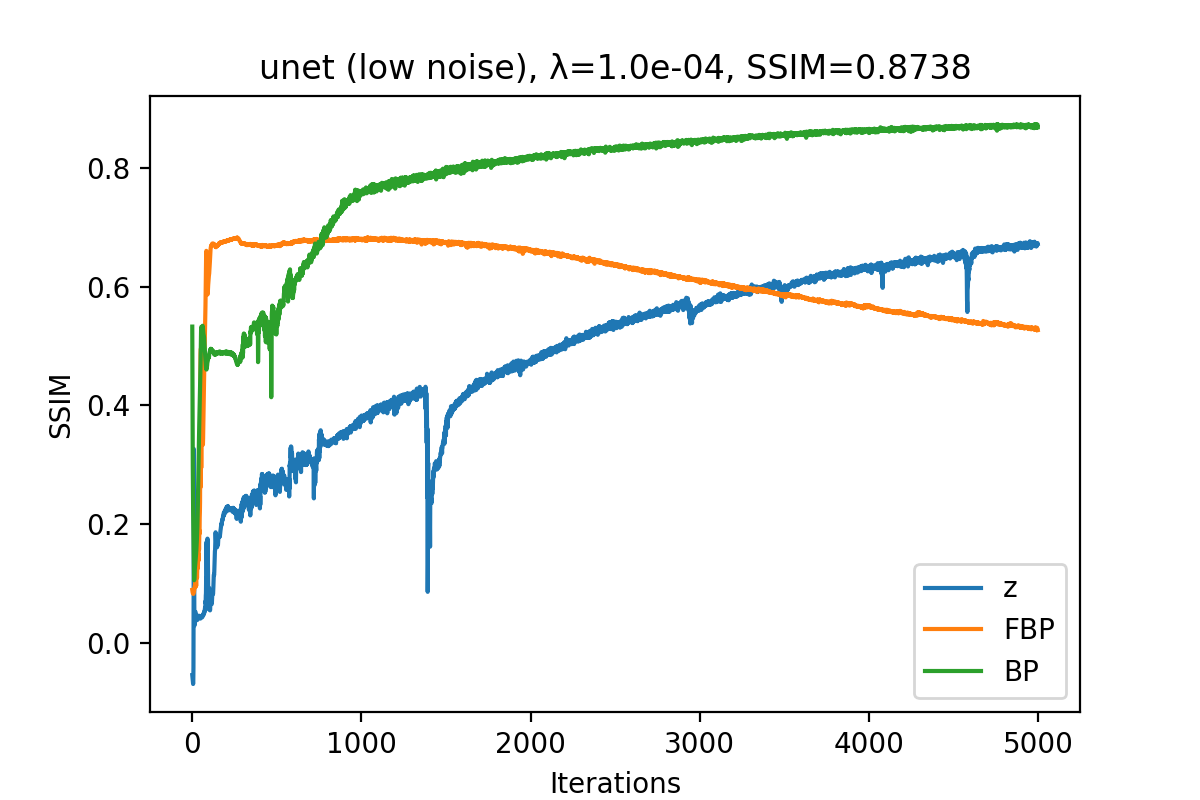 unet (low noise), λ=1.0e-04, SSIM=0.8738
SSIM
0.8
0.6
0.4
0.2
0.0
z
FBP
BP
0 1000 2000 3000 4000 5000
Iterations